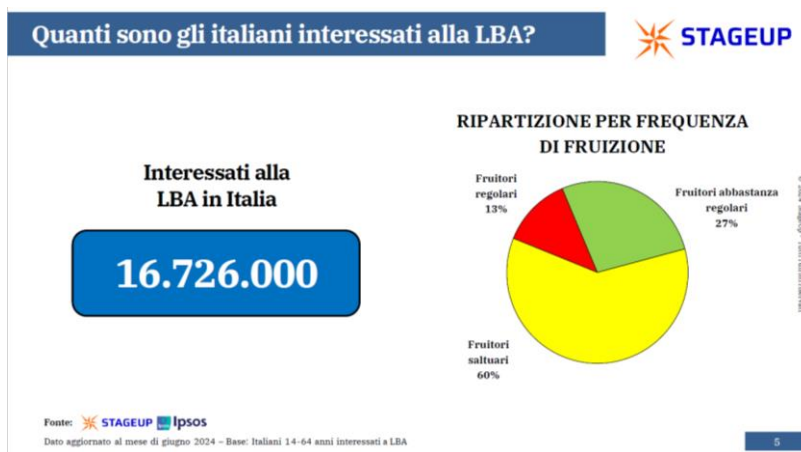 Quanti sono gli italiani interessati alla LBA?
STAGEUP
RIPARTIZIONE PER FREQUENZA
DI FRUIZIONE
Interessati alla
LBA in Italia
16.726.000
Fruitori
regolari
13%
Fruitori abbastanza
regolari
27%
Fruitori
saltuari
60%
Fonte: STAGEUP Ipsos
Dato aggiornato al mese di giugno 2024 – Base: Italiani 14-64 anni interessati a LBA
5